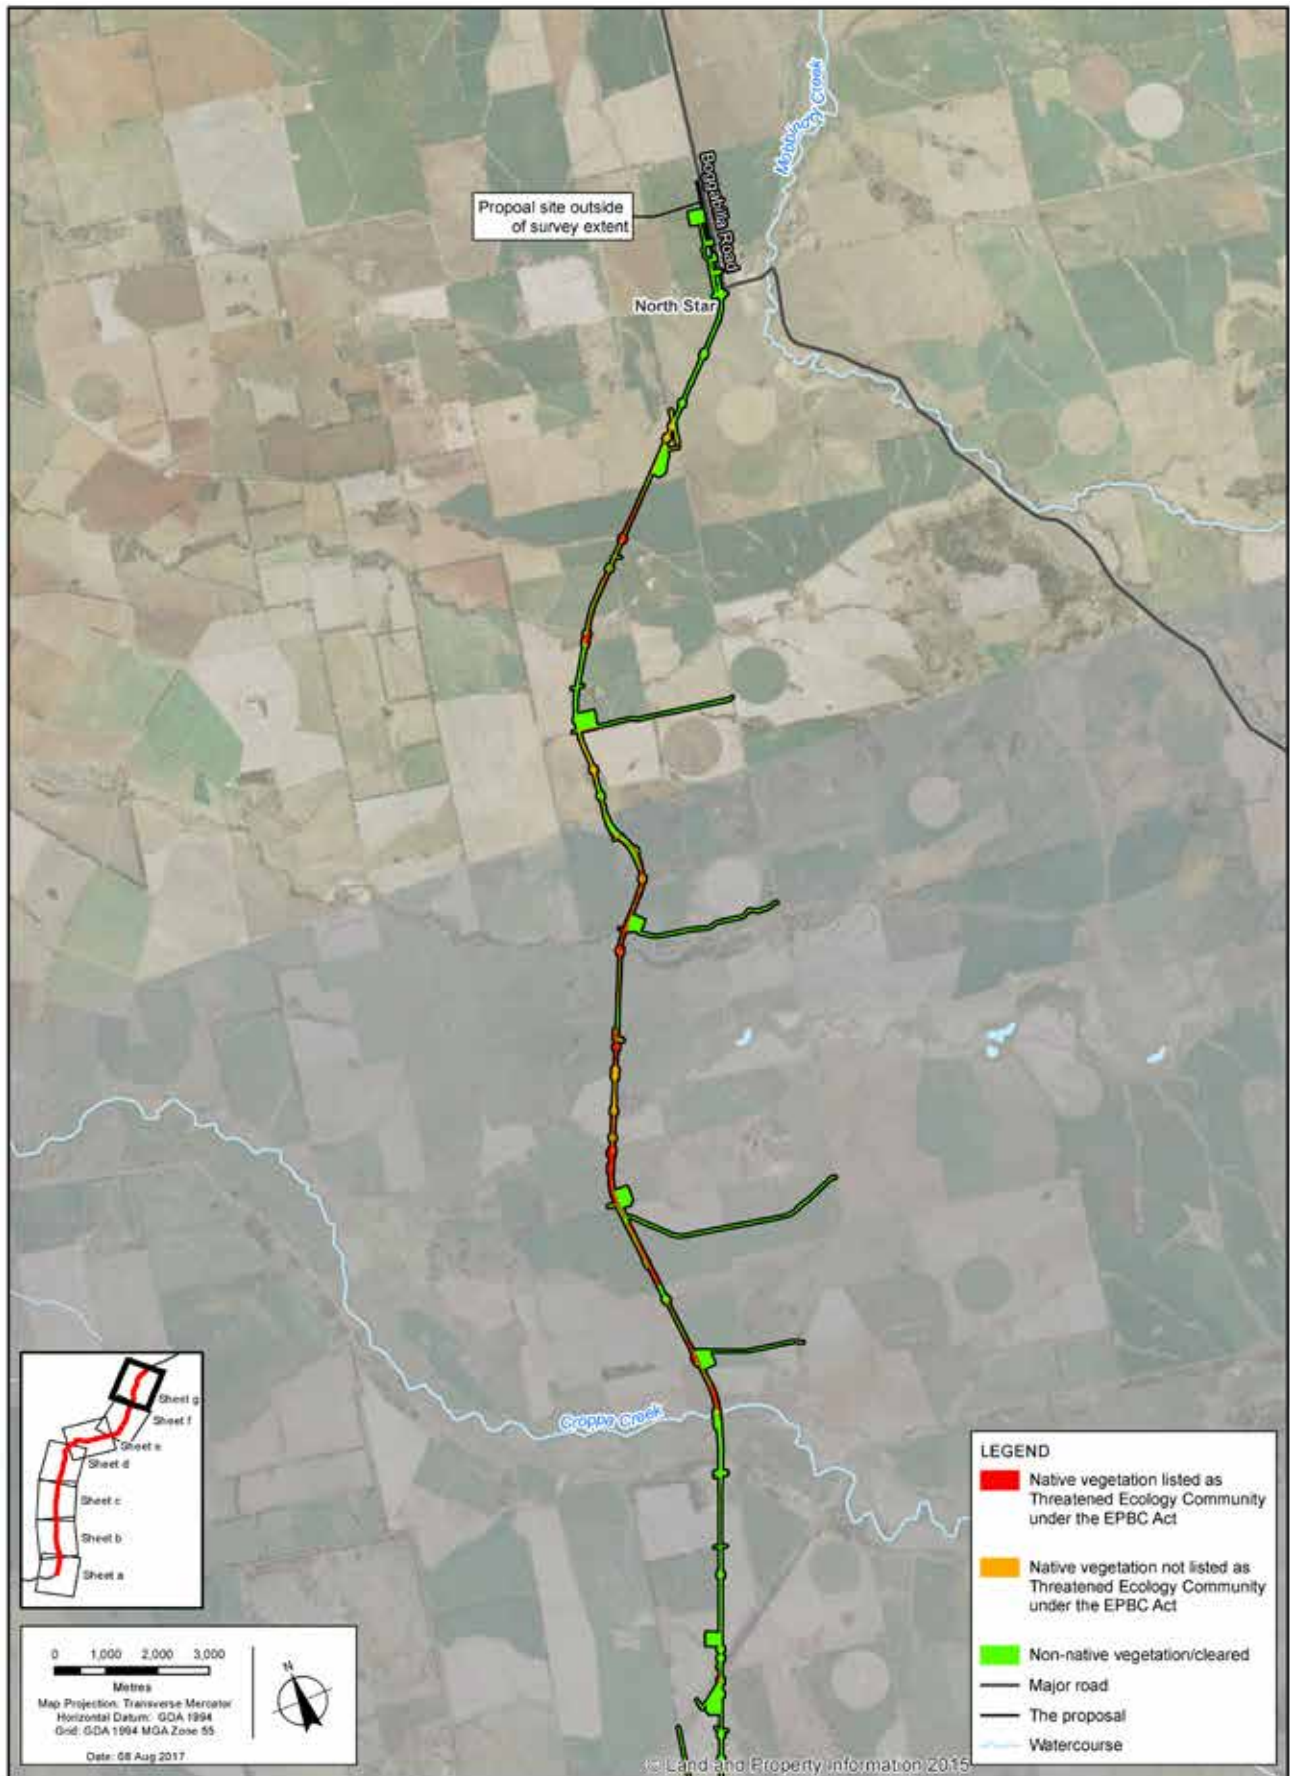 Mobbindry Creek
Boggabilla Road
Propoal site outside
of survey extent
North Star
Croppa Creek
Sheet g
Sheet f
Sheet e
Sheet d
Sheet c
Sheet b
Sheet a
LEGEND
Native vegetation listed as
Threatened Ecology Community
under the EPBC Act
Native vegetation not listed as
Threatened Ecology Community
under the EPBC Act
Non-native vegetation/cleared
Major road
The proposal
Watercourse
0 1,000 2,000 3,000
Metres
Map Projection: Transverse Mercator
Horizontal Datum: GDA 1994
Grid: GDA 1994 MGA Zone 55
Date: 08 Aug 2017
N
© Land and Property Information 2015